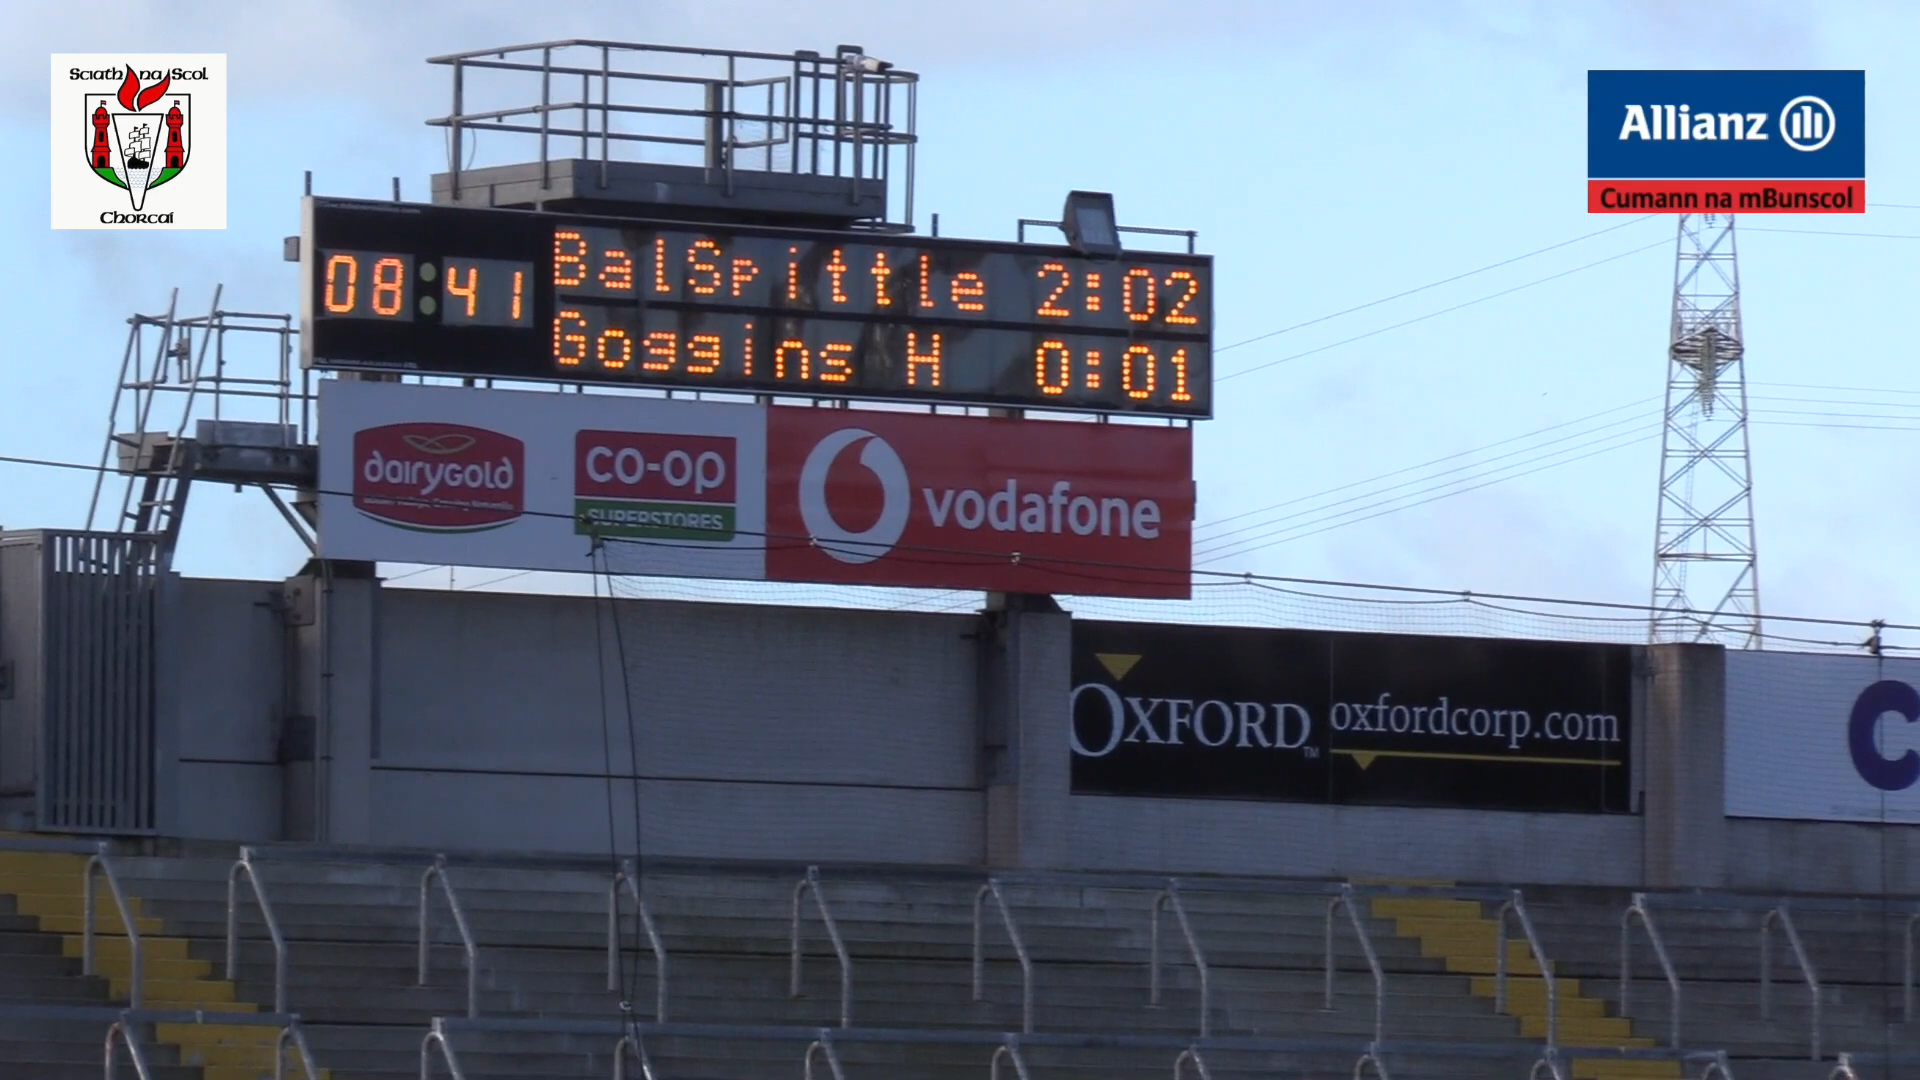 Sciath na Scol
Chorcaí
Allianz
Cumann na mBunscol
08:41
BalSpittle 2:02
Goggins H 0:01
dairygold
CO-OP
SUPERSTORES
vodafone
OXFORD™
oxfordcorp.com
C